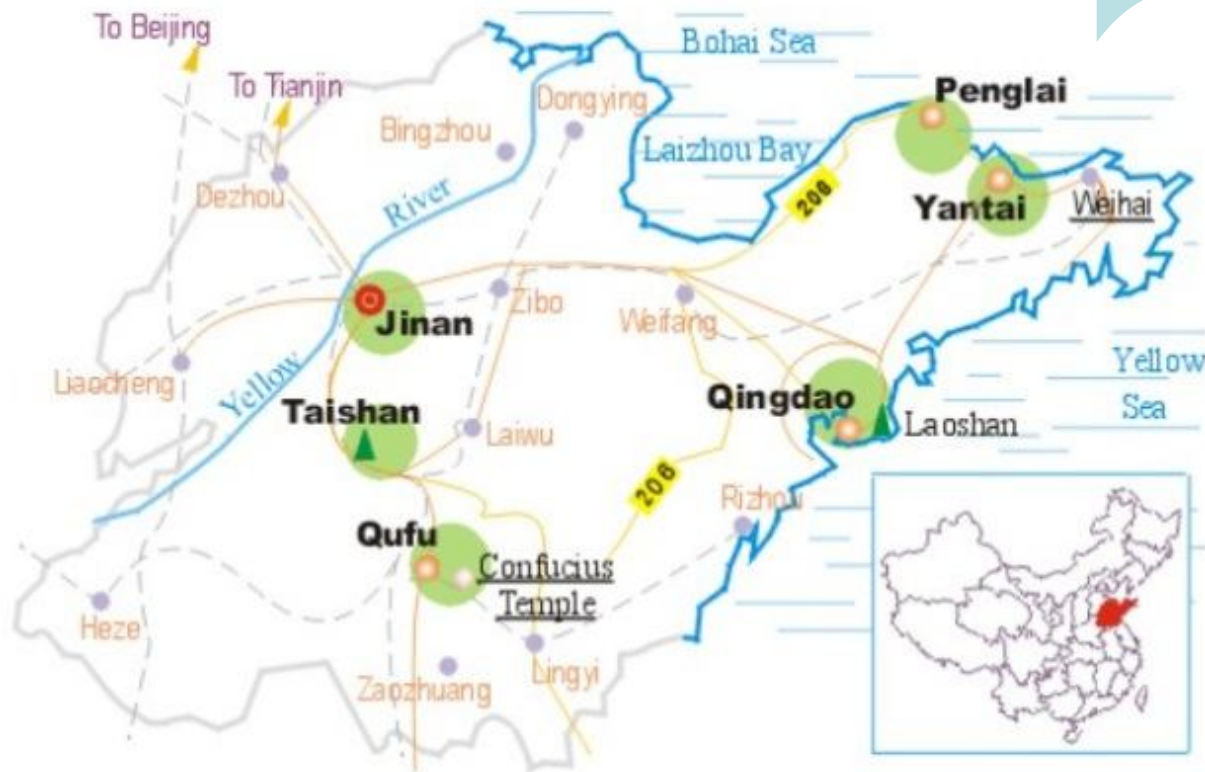 To Beijing
To Tianjin
Bohai Sea
Penglai
Dongying
Bingzhou
Laizhou Bay
Dezhou
River
206
Yantai
Weihai
Zibo
Weifang
Jinan
Yellow
Sea
Liaocheng
Yellow
Taishan
Qingdao
Laoshan
Laiwu
206
Rizhou
Qufu
Confucius
Temple
Heze
Lingyi
Zaozhuang